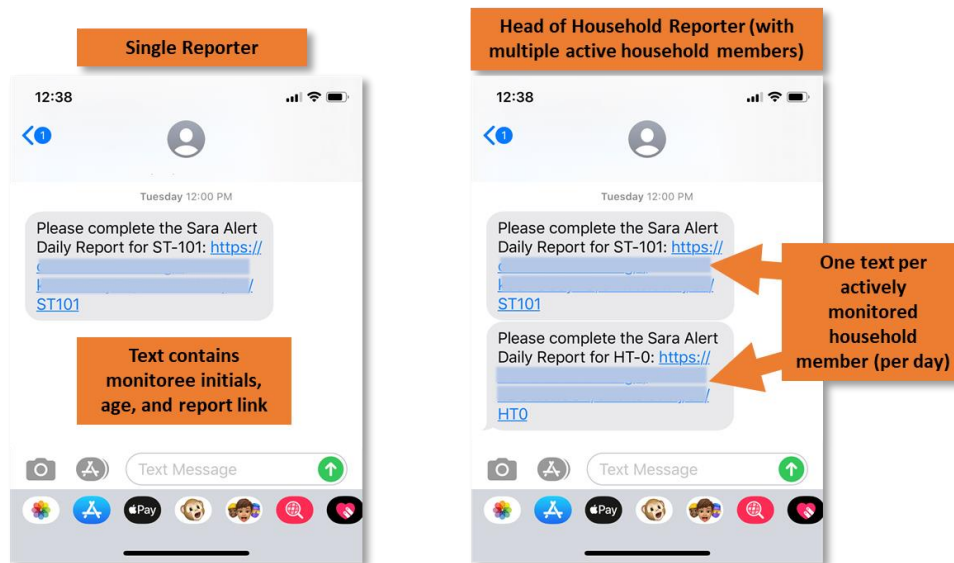 Single Reporter
12:38
1
Tuesday 12:00 PM
Please complete the Sara Alert
Daily Report for ST-101: https://
/
ST101
Text contains
monitoree initials,
age, and report link
Text Message
Pay
Head of Household Reporter (with
multiple active household members)
12:38
1
Tuesday 12:00 PM
Please complete the Sara Alert
Daily Report for ST-101: https://
/
ST101
Please complete the Sara Alert
Daily Report for HT-0: https://
/
HT0
One text per
actively
monitored
household
member (per day)
Text Message
Pay